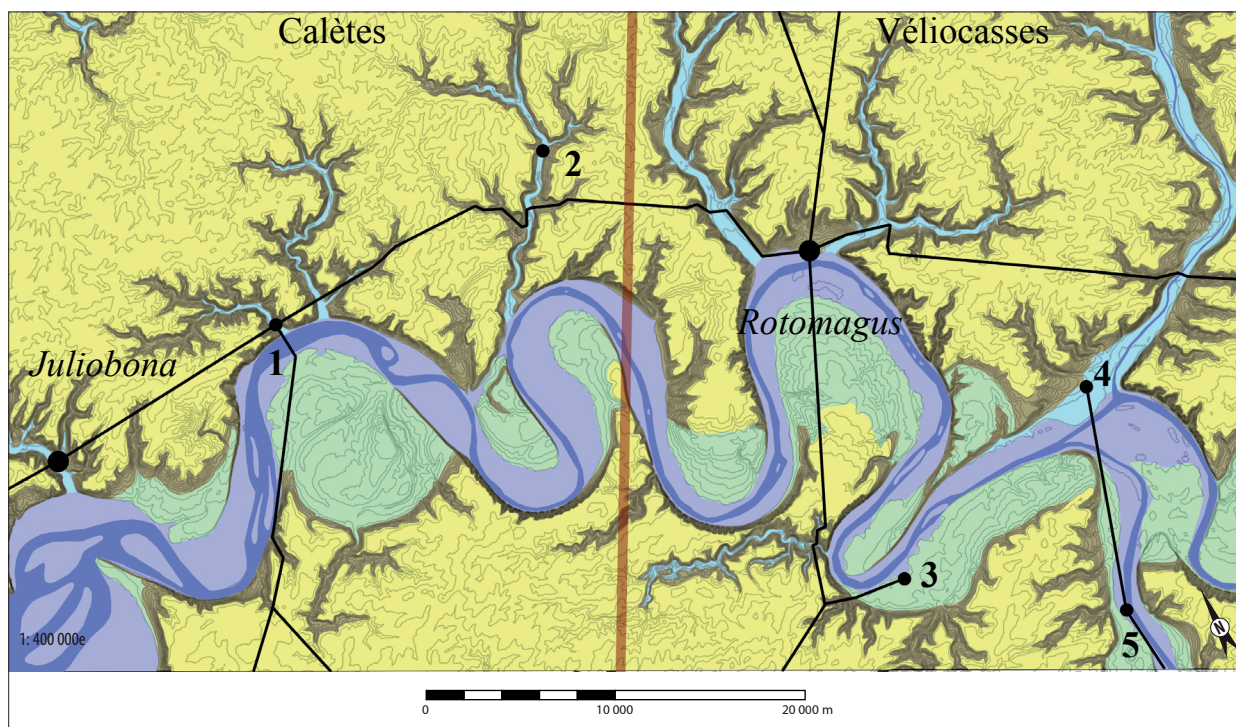 Calètes
Véliocasses
2
Rotomagus
1
Juliobona
4
3
5
N
1: 400 000e
0
10 000
20 000 m